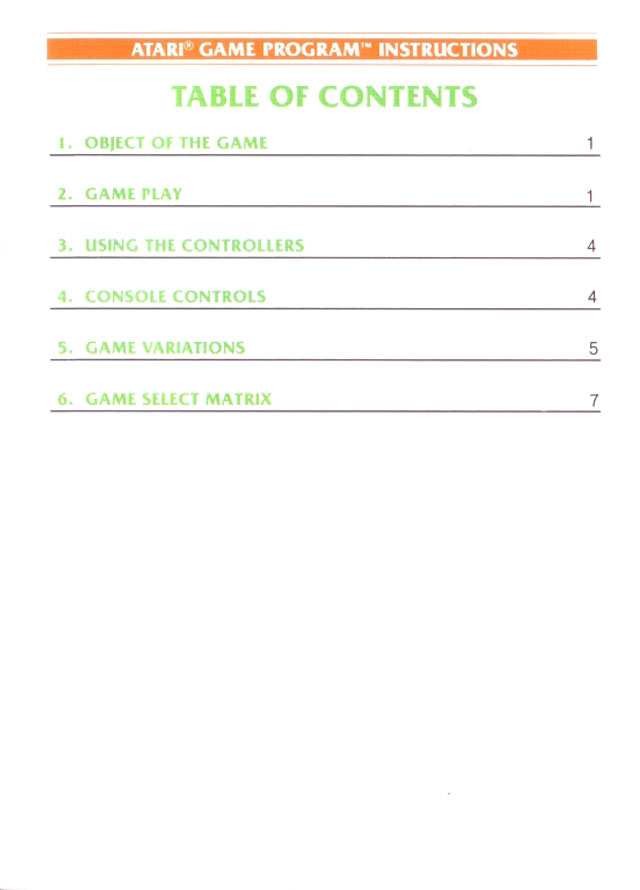 ATARI® GAME PROGRAM™ INSTRUCTIONS
TABLE OF CONTENTS
1. OBJECT OF THE GAME 1
2. GAME PLAY 1
3. USING THE CONTROLLERS 4
4. CONSOLE CONTROLS 4
5. GAME VARIATIONS 5
6. GAME SELECT MATRIX 7